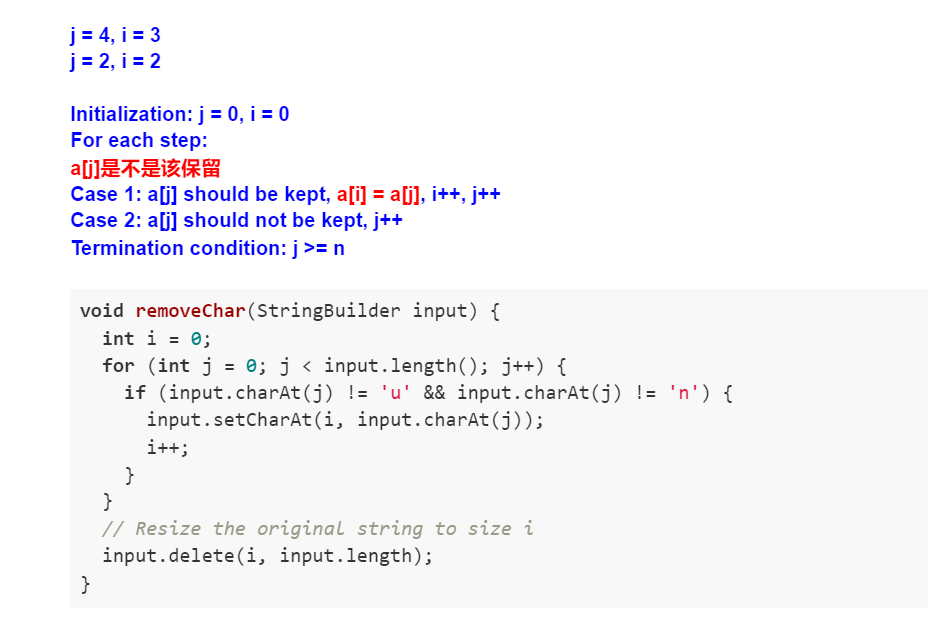 j = 4, i = 3
j = 2, i = 2
Initialization: j = 0, i = 0
For each step:
a[j]是不是该保留
Case 1: a[j] should be kept, a[i] = a[j], i++, j++
Case 2: a[j] should not be kept, j++
Termination condition: j >= n
void removeChar(StringBuilder input) {
  int i = 0;
  for (int j = 0; j < input.length(); j++) {
    if (input.charAt(j) != 'u' && input.charAt(j) != 'n') {
      input.setCharAt(i, input.charAt(j));
      i++;
    }
  }
  // Resize the original string to size i
  input.delete(i, input.length);
}